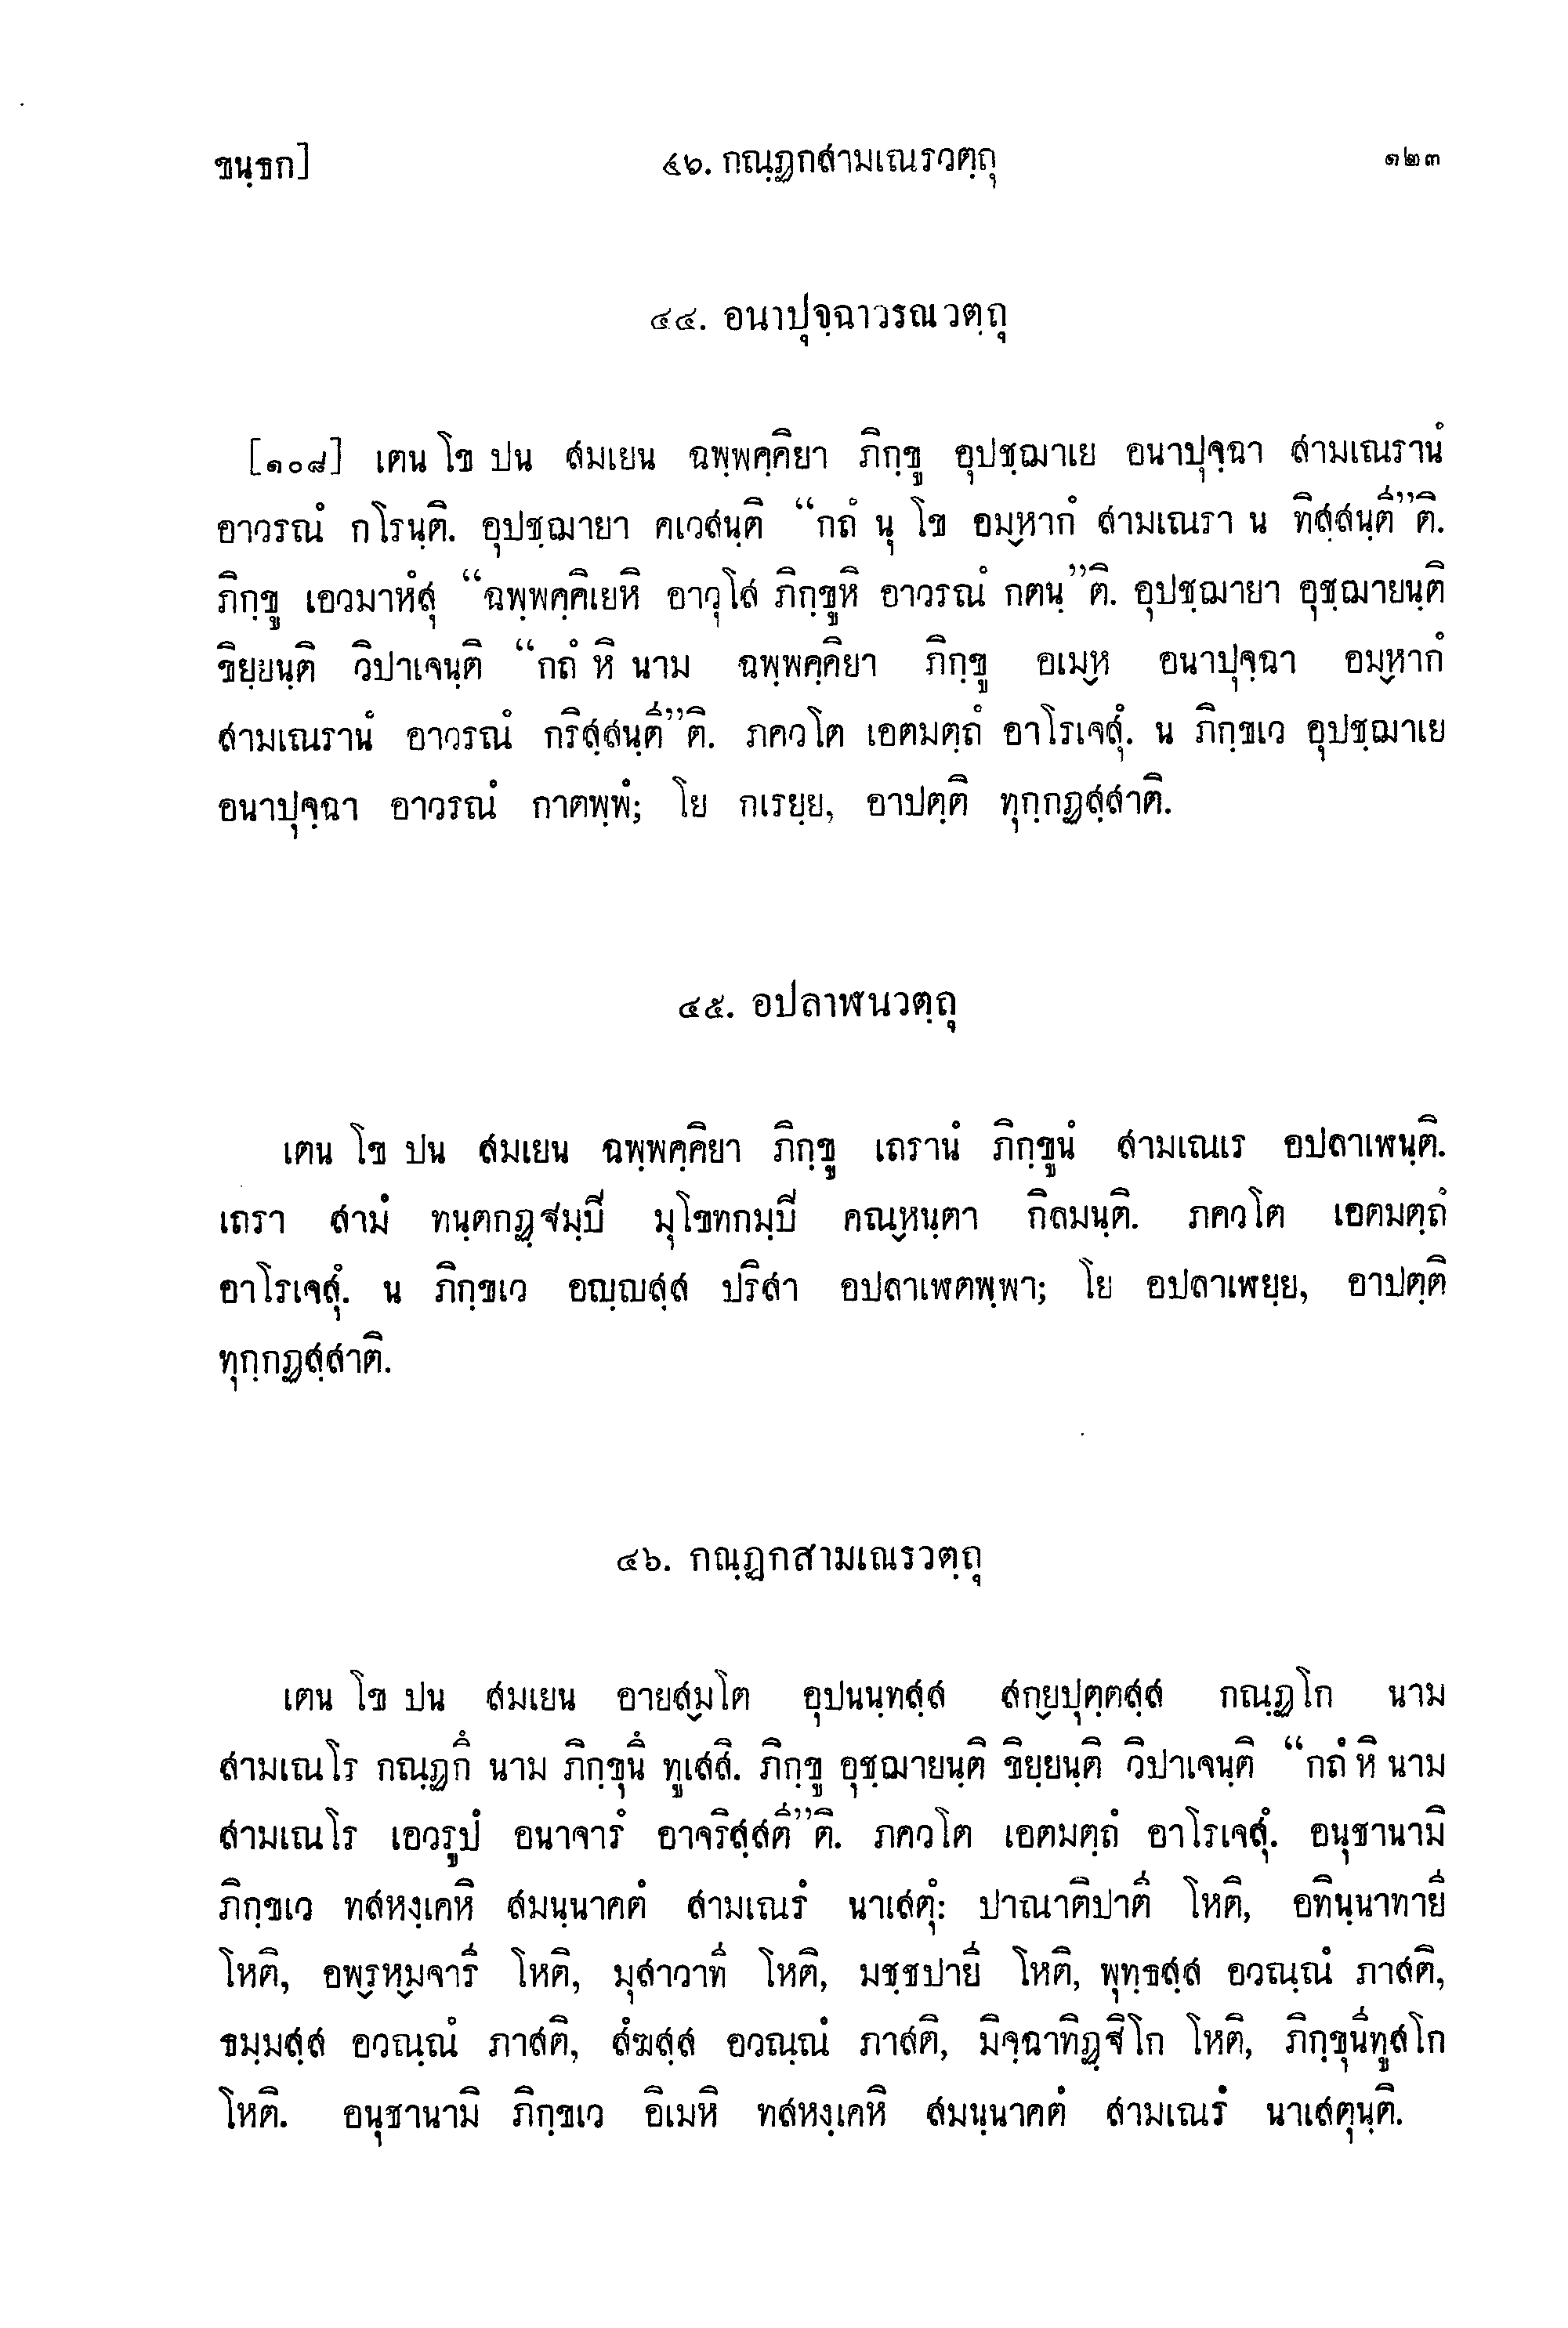 ขนฺธก]
๔๖. กณฺฏกสามเณรวตฺถุ
๑๒๓
๔๔. อนาปุจฺฉาวรณวตฺถุ
[๑๐๘] เตน โข ปน สมเยน ฉพฺพคฺคิยา ภิกฺขู อุปชฺฌาเย อนาปุจฺฉา สามเณรานํ
อาวรณํ กโรนฺติ. อุปชฺฌายา คเวสนฺติ “กถํ นุ โข อมฺหากํ สามเณรา น ทิสฺสนฺตี”ติ.
ภิกฺขู เอวมาหํสุ “ฉพฺพคฺคิเยหิ อาวุโส ภิกฺขูหิ อาวรณํ กตนฺ”ติ. อุปชฺฌายา อุชฺฌายนฺติ
ขิยฺยนฺติ วิปาเจนฺติ “กถํ หิ นาม ฉพฺพคฺคิยา ภิกฺขู อเมฺห อนาปุจฺฉา อมฺหากํ
สามเณรานํ อาวรณํ กริสฺสนฺตี”ติ. ภควโต เอตมตฺถํ อาโรเจสุํ. น ภิกฺขเว อุปชฺฌาเย
อนาปุจฺฉา อาวรณํ กาตพฺพํ; โย กเรยฺย, อาปตฺติ ทุกฺกฏสฺสาติ.
๔๕. อปลาฬนวตฺถุ
เตน โข ปน สมเยน ฉพฺพคฺคิยา ภิกฺขู เถรานํ ภิกฺขูนํ สามเณเร อปลาเฬนฺติ.
เถรา สามํ ทนฺตกฏฺฐมฺปิ มุโขทกมฺปิ คณฺหนฺตา กิลมนฺติ. ภควโต เอตมตฺถํ
อาโรเจสุํ. น ภิกฺขเว อญฺญสฺส ปริสา อปลาเฬตพฺพา; โย อปลาเฬยฺย, อาปตฺติ
ทุกฺกฏสฺสาติ.
๔๖. กณฺฏกสามเณรวตฺถุ
เตน โข ปน สมเยน อายสฺมโต อุปนนฺทสฺส สกฺยปุตฺตสฺส กณฺฏโก นาม
สามเณโร กณฺฏกึ นาม ภิกฺขุนึ ทูเสสิ. ภิกฺขู อุชฺฌายนฺติ ขิยฺยนฺติ วิปาเจนฺติ “กถํ หิ นาม
สามเณโร เอวรูปํ อนาจารํ อาจริสฺสตี”ติ. ภควโต เอตมตฺถํ อาโรเจสุํ. อนุชานามิ
ภิกฺขเว ทสหงฺเคหิ สมนฺนาคตํ สามเณรํ นาเสตุํ: ปาณาติปาตี โหติ, อทินฺนาทายี
โหติ, อพฺรหฺมจารี โหติ, มุสาวาที โหติ, มชฺชปายี โหติ, พุทฺธสฺส อวณฺณํ ภาสติ,
ธมฺมสฺส อวณฺณํ ภาสติ, สํฆสฺส อวณฺณํ ภาสติ, มิจฺฉาทิฏฺฐิโก โหติ, ภิกฺขุนีทูสโก
โหติ. อนุชานามิ ภิกฺขเว อิเมหิ ทสหงฺเคหิ สมนฺนาคตํ สามเณรํ นาเสตุนฺติ.